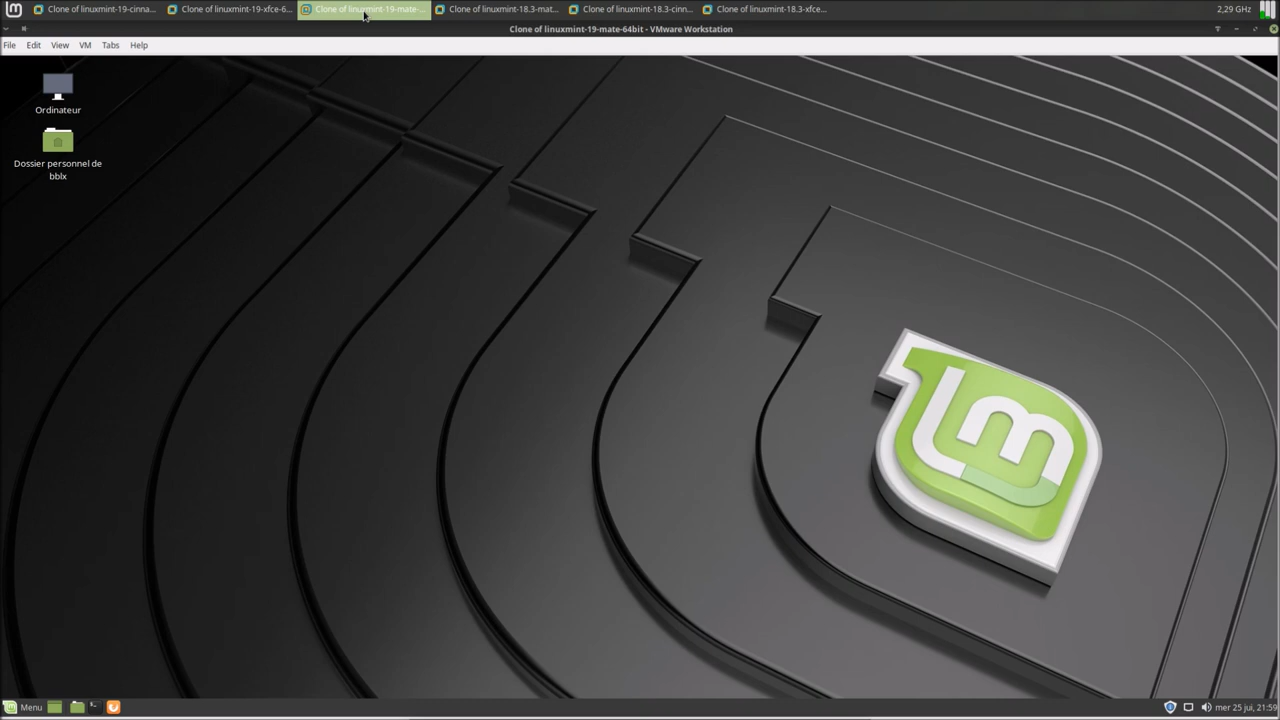 Clone of linuxmint-19-cinna...
Clone of linuxmint-19-xfce-6...
Clone of linuxmint-19-mate-...
Clone of linuxmint-18.3-mat...
Clone of linuxmint-18.3-cinn...
Clone of linuxmint-18.3-xfce...
2,29 GHz
Clone of linuxmint-19-mate-64bit - VMware Workstation
File Edit View VM Tabs Help
Ordinateur
Dossier personnel de
bblx
lm
Menu
mer 25 jui, 21:59